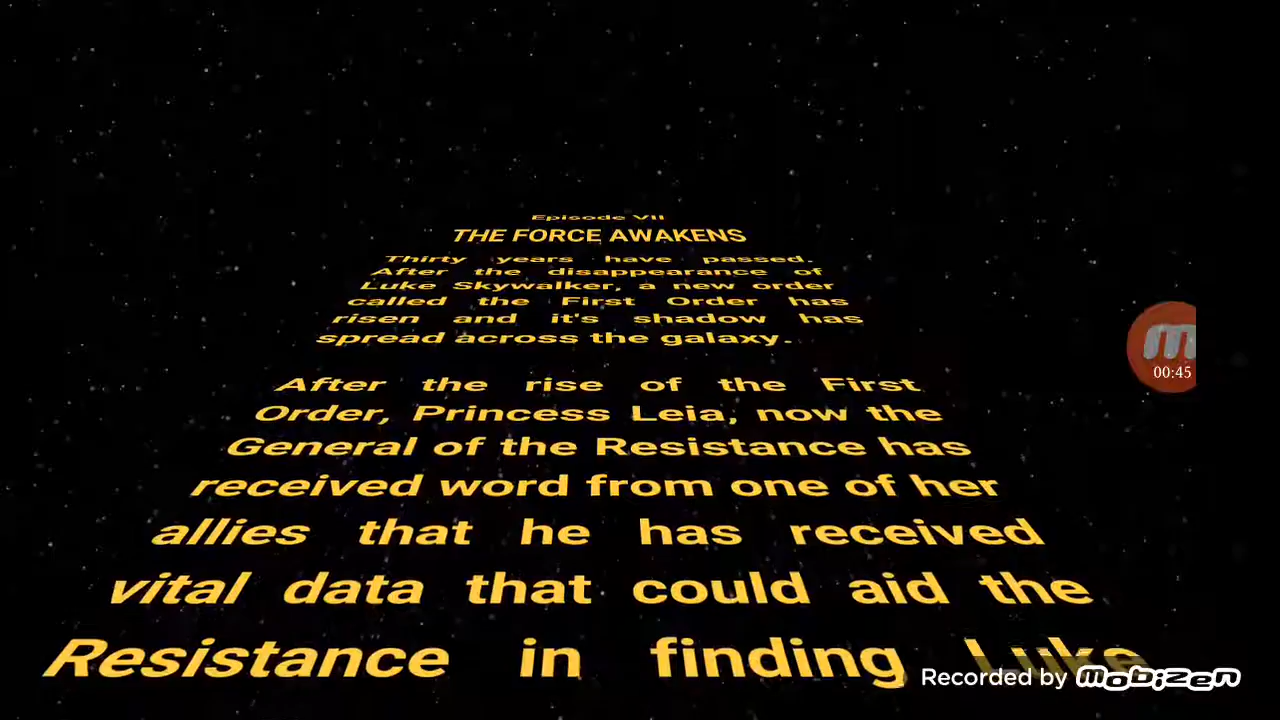 Episode VII
THE FORCE AWAKENS
Thirty years have passed.
After the disappearance of
Luke Skywalker, a new order
called the First Order has
risen and it's shadow has
spread across the galaxy.
After the rise of the First
Order, Princess Leia, now the
General of the Resistance has
received word from one of her
allies that he has received
vital data that could aid the
Resistance in finding Luke
00:45
Recorded by mobizen